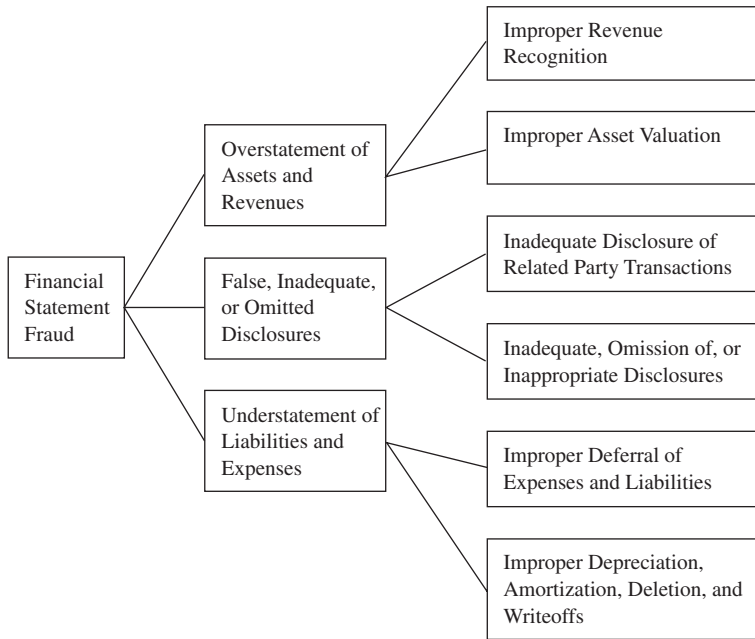 Financial
Statement
Fraud
Overstatement of
Assets and
Revenues
False, Inadequate,
or Omitted
Disclosures
Understatement of
Liabilities and
Expenses
Improper Revenue
Recognition
Improper Asset Valuation
Inadequate Disclosure of
Related Party Transactions
Inadequate, Omission of, or
Inappropriate Disclosures
Improper Deferral of
Expenses and Liabilities
Improper Depreciation,
Amortization, Deletion, and
Writeoffs